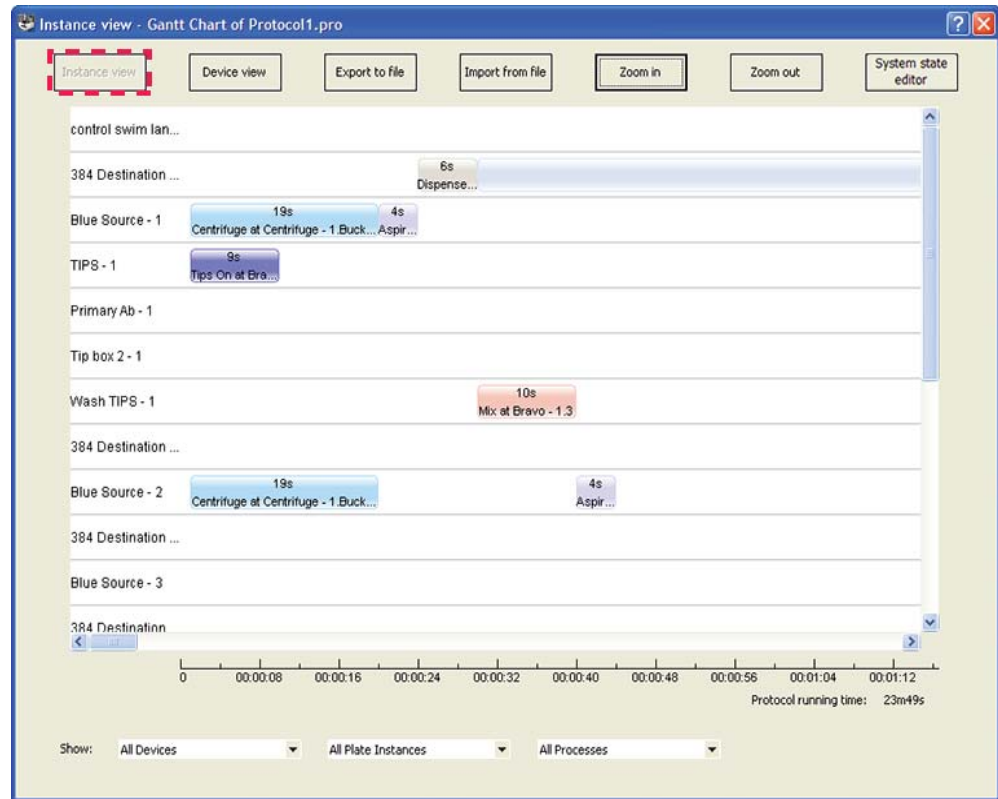 Instance view - Gantt Chart of Protocol1.pro
Instance view
Device view
Export to file
Import from file
Zoom in
Zoom out
System state
editor
control swim lan...
384 Destination ...
6s
Dispense...
Blue Source - 1
19s
Centrifuge at Centrifuge - 1.Buck...
4s
Aspir...
TIPS - 1
9s
Tips On at Bra...
Primary Ab - 1
Tip box 2 - 1
Wash TIPS - 1
10s
Mix at Bravo - 1.3
384 Destination ...
Blue Source - 2
19s
Centrifuge at Centrifuge - 1.Buck...
4s
Aspir...
384 Destination ...
Blue Source - 3
384 Destination
0 00:00:08 00:00:16 00:00:24 00:00:32 00:00:40 00:00:48 00:00:56 00:01:04 00:01:12
Protocol running time: 23m49s
Show: All Devices All Plate Instances All Processes